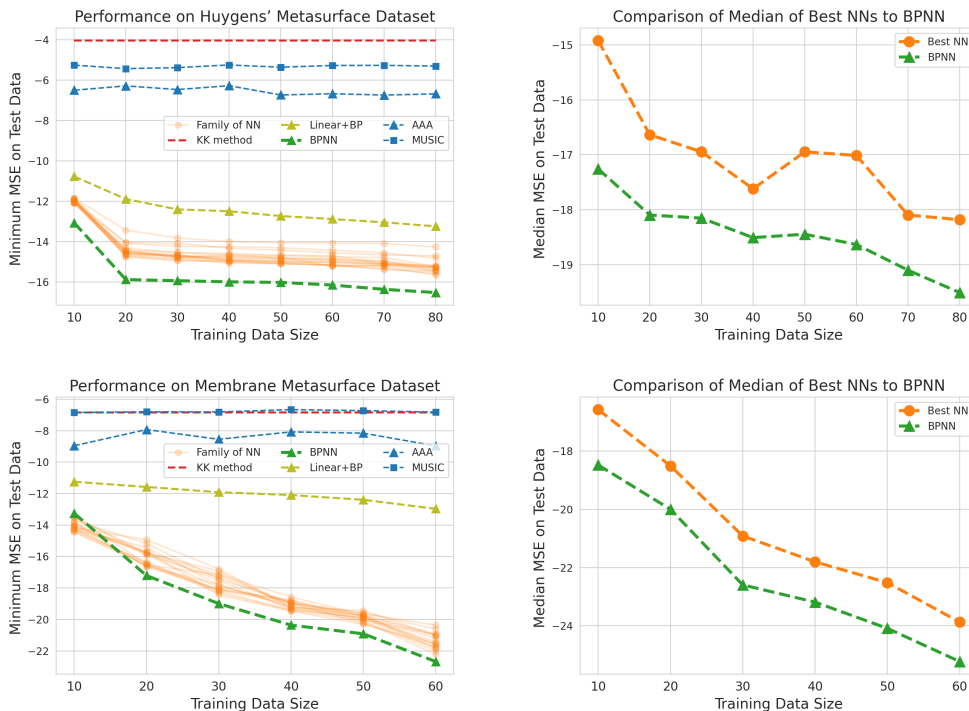 Performance on Huygens’ Metasurface Dataset
Minimum MSE on Test Data
−4
−6
−8
−10
−12
−14
−16
Family of NN
KK method
Linear+BP
BPNN
AAA
MUSIC
10 20 30 40 50 60 70 80
Training Data Size
Comparison of Median of Best NNs to BPNN
Median MSE on Test Data
−15
−16
−17
−18
−19
Best NN
BPNN
10 20 30 40 50 60 70 80
Training Data Size
Performance on Membrane Metasurface Dataset
Minimum MSE on Test Data
−6
−8
−10
−12
−14
−16
−18
−20
−22
Family of NN
KK method
BPNN
Linear+BP
AAA
MUSIC
10 20 30 40 50 60
Training Data Size
Comparison of Median of Best NNs to BPNN
Median MSE on Test Data
−18
−20
−22
−24
Best NN
BPNN
10 20 30 40 50 60
Training Data Size